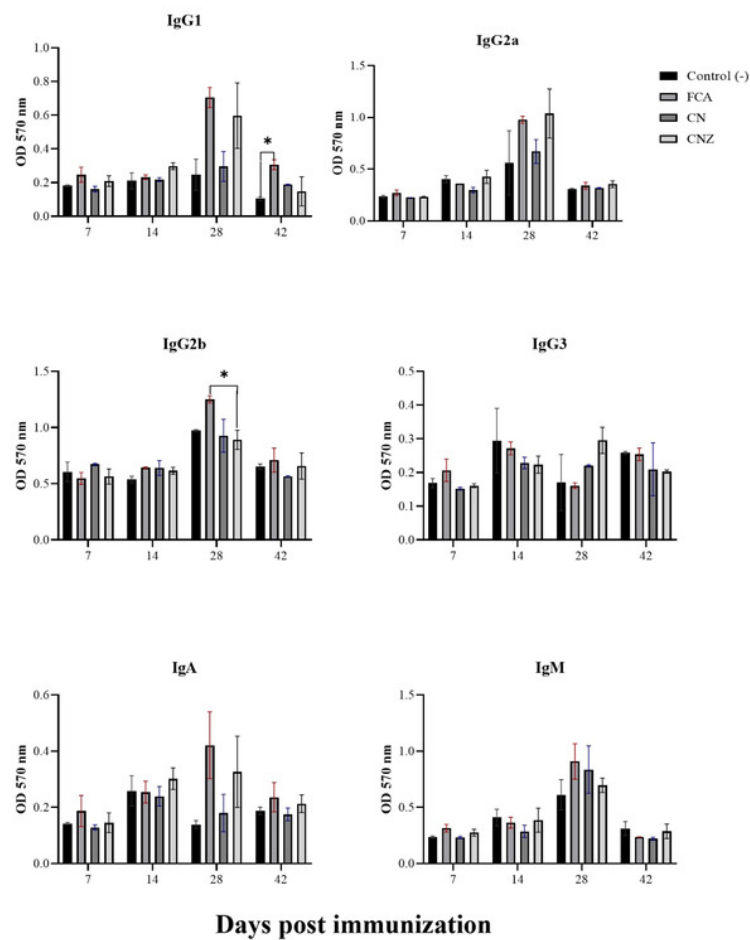 IgG1
OD 570 nm
1.0
0.8
0.6
0.4
0.2
0.0
*
7 14 28 42
IgG2a
OD 570 nm
1.5
1.0
0.5
0.0
7 14 28 42
Control (-)
FCA
CN
CNZ
IgG2b
OD 570 nm
1.5
1.0
0.5
0.0
*
7 14 28 42
IgG3
OD 570 nm
0.5
0.4
0.3
0.2
0.1
0.0
7 14 28 42
IgA
OD 570 nm
0.6
0.4
0.2
0.0
7 14 28 42
IgM
OD 570 nm
1.5
1.0
0.5
0.0
7 14 28 42
Days post immunization